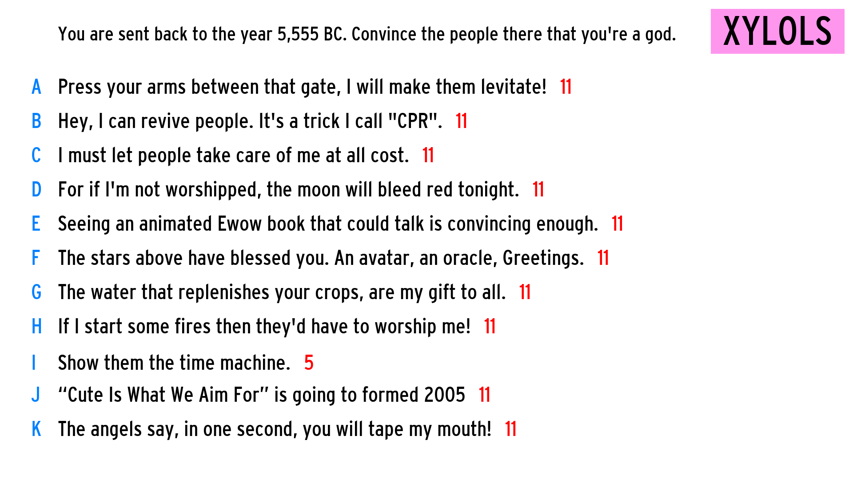 You are sent back to the year 5,555 BC. Convince the people there that you're a god.
XYLOLS
A Press your arms between that gate, I will make them levitate! 11
B Hey, I can revive people. It's a trick I call "CPR". 11
C I must let people take care of me at all cost. 11
D For if I'm not worshipped, the moon will bleed red tonight. 11
E Seeing an animated Ewow book that could talk is convincing enough. 11
F The stars above have blessed you. An avatar, an oracle, Greetings. 11
G The water that replenishes your crops, are my gift to all. 11
H If I start some fires then they'd have to worship me! 11
I Show them the time machine. 5
J “Cute Is What We Aim For” is going to formed 2005 11
K The angels say, in one second, you will tape my mouth! 11